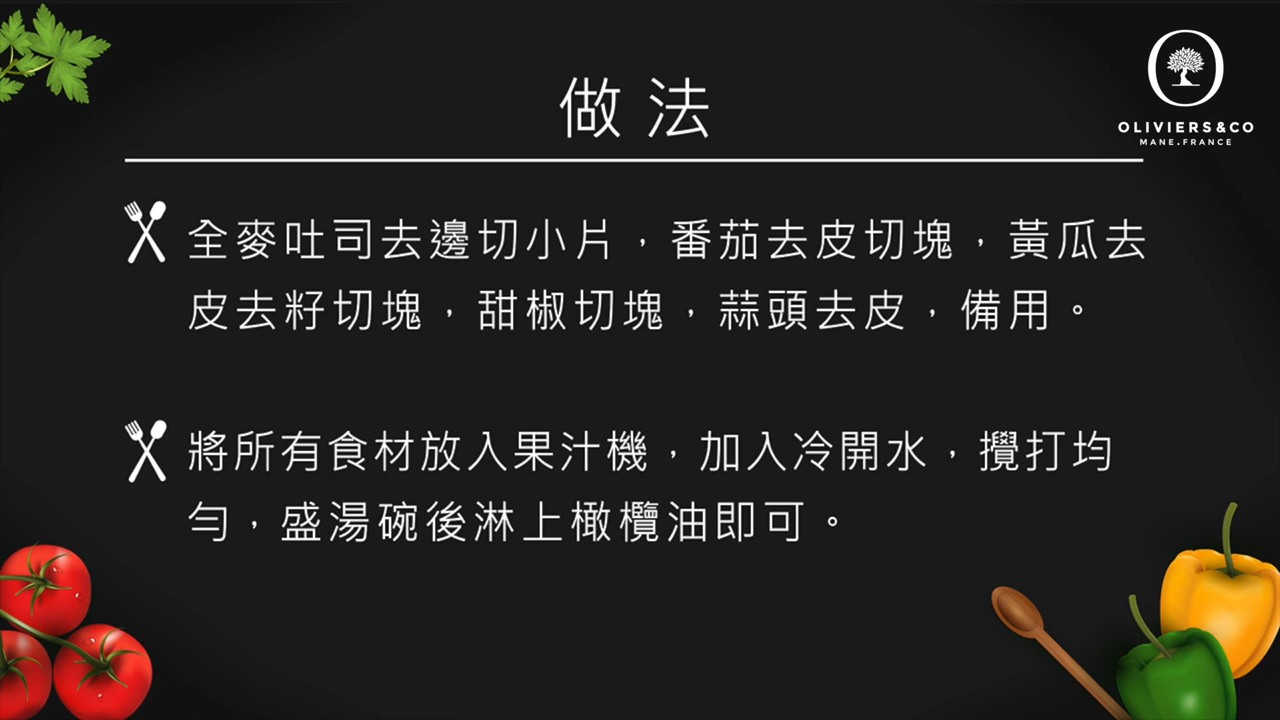 做法
OLIVIERS&CO
MANE.FRANCE
全麥吐司去邊切小片，番茄去皮切塊，黃瓜去
皮去籽切塊，甜椒切塊，蒜頭去皮，備用。
將所有食材放入果汁機，加入冷開水，攪打均
勻，盛湯碗後淋上橄欖油即可。